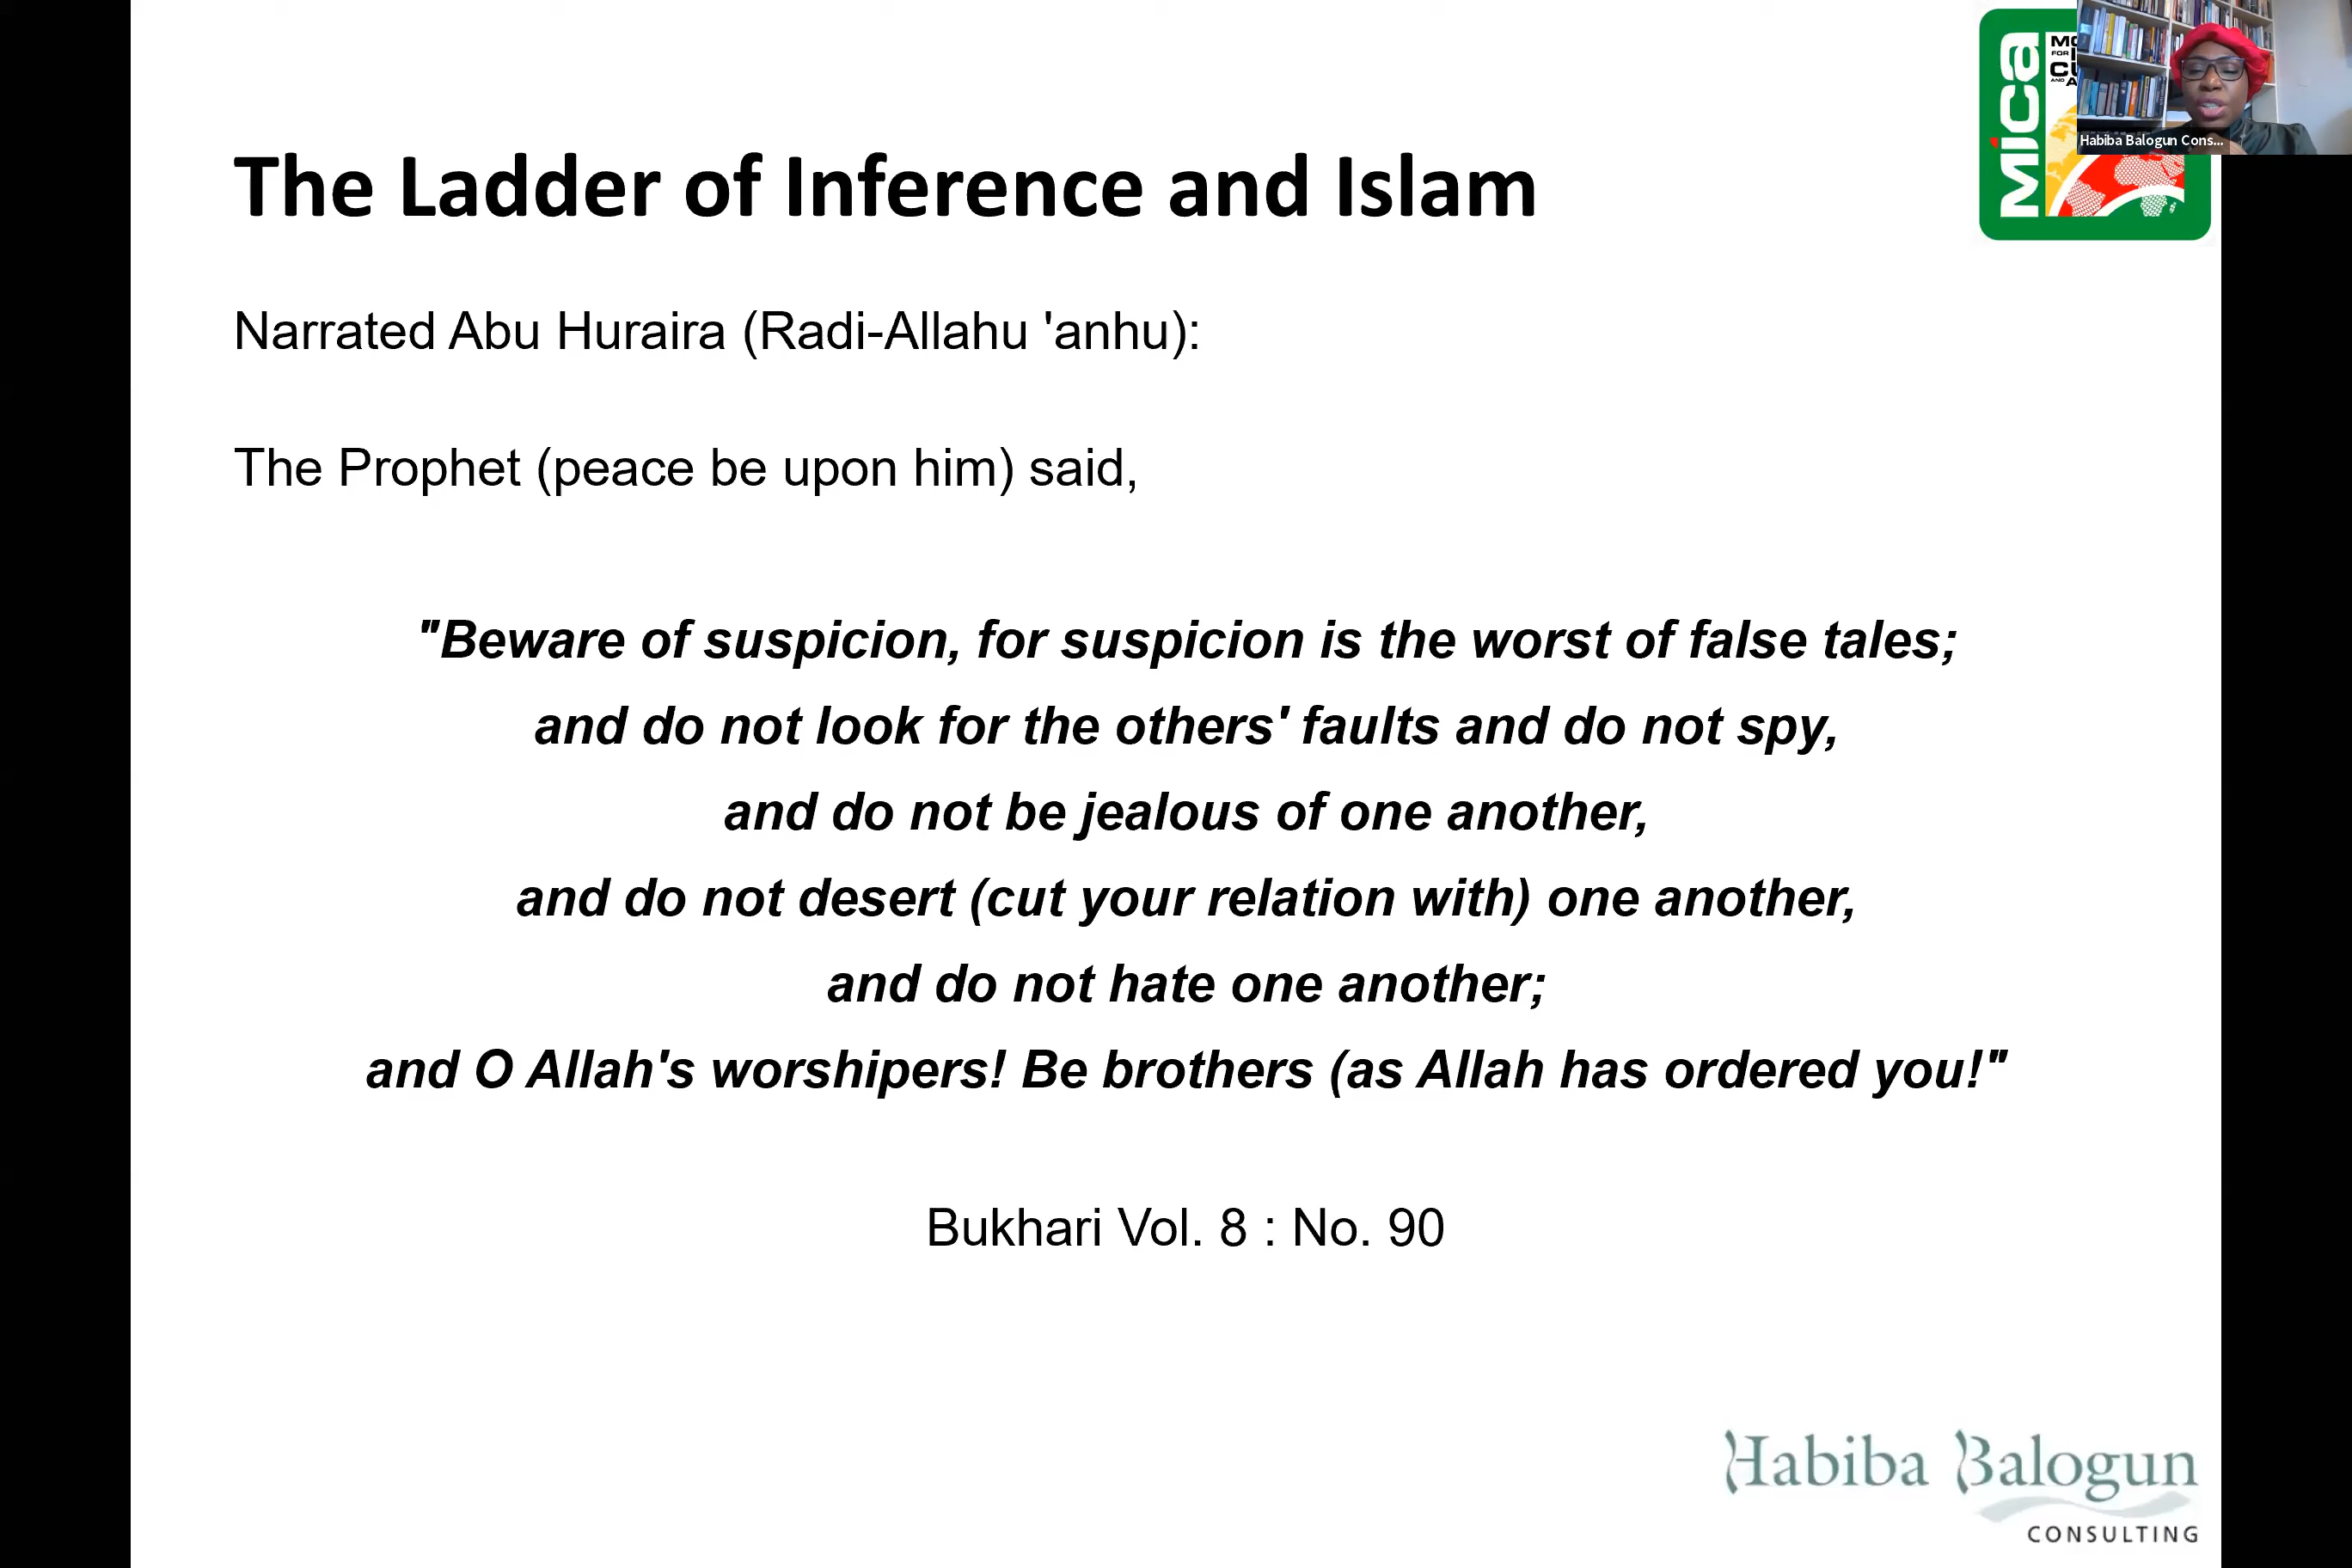 The Ladder of Inference and Islam
mica
FOR
AND
Habiba Balogun Cons...
Narrated Abu Huraira (Radi-Allahu 'anhu):
The Prophet (peace be upon him) said,
"Beware of suspicion, for suspicion is the worst of false tales;
and do not look for the others' faults and do not spy,
and do not be jealous of one another,
and do not desert (cut your relation with) one another,
and do not hate one another;
and O Allah's worshipers! Be brothers (as Allah has ordered you!"
Bukhari Vol. 8 : No. 90
Habiba Balogun
CONSULTING